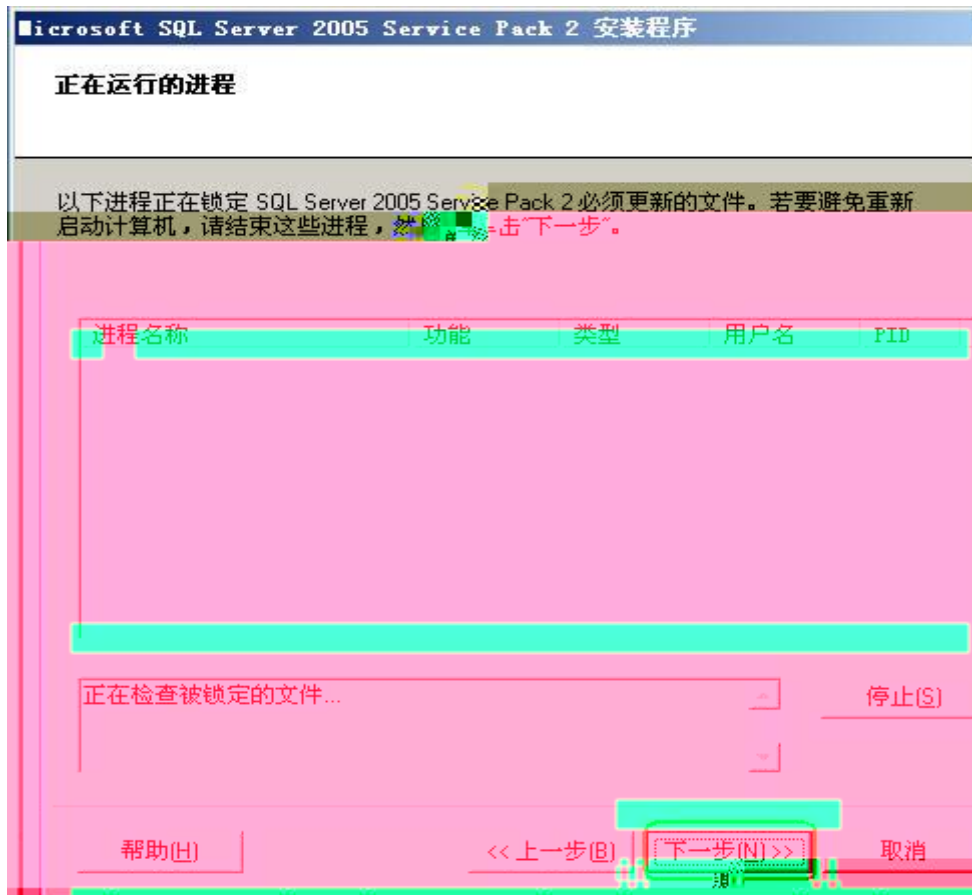 Microsoft SQL Server 2005 Service Pack 2 安装程序
正在运行的进程
以下进程正在锁定 SQL Server 2005 Service Pack 2 必须更新的文件。若要避免重新
启动计算机，请结束这些进程，然 击“下一步”。
进程名称 功能 类型 用户名 PID
正在检查被锁定的文件...
停止(S)
帮助(H) << 上一步(B) 下一步(N) >> 取消